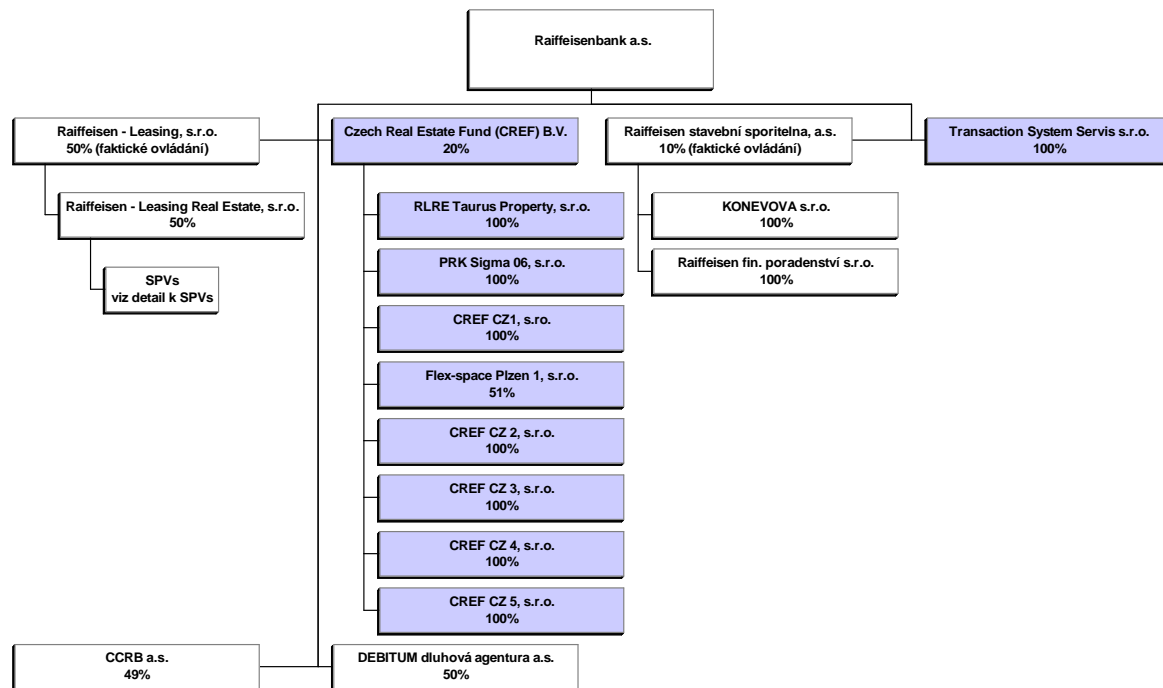 Raiffeisenbank a.s.
Raiffeisen - Leasing, s.r.o.
50% (faktické ovládání)
Czech Real Estate Fund (CREF) B.V.
20%
Raiffeisen stavební sporitelna, a.s.
10% (faktické ovládání)
Transaction System Servis s.r.o.
100%
Raiffeisen - Leasing Real Estate, s.r.o.
50%
SPVs
viz detail k SPVs
RLRE Taurus Property, s.r.o.
100%
PRK Sigma 06, s.r.o.
100%
CREF CZ1, s.ro.
100%
Flex-space Plzen 1, s.r.o.
51%
CREF CZ 2, s.r.o.
100%
CREF CZ 3, s.r.o.
100%
CREF CZ 4, s.r.o.
100%
CREF CZ 5, s.r.o.
100%
KONEVOVA s.r.o.
100%
Raiffeisen fin. poradenství s.r.o.
100%
CCRB a.s.
49%
DEBITUM dluhová agentura a.s.
50%